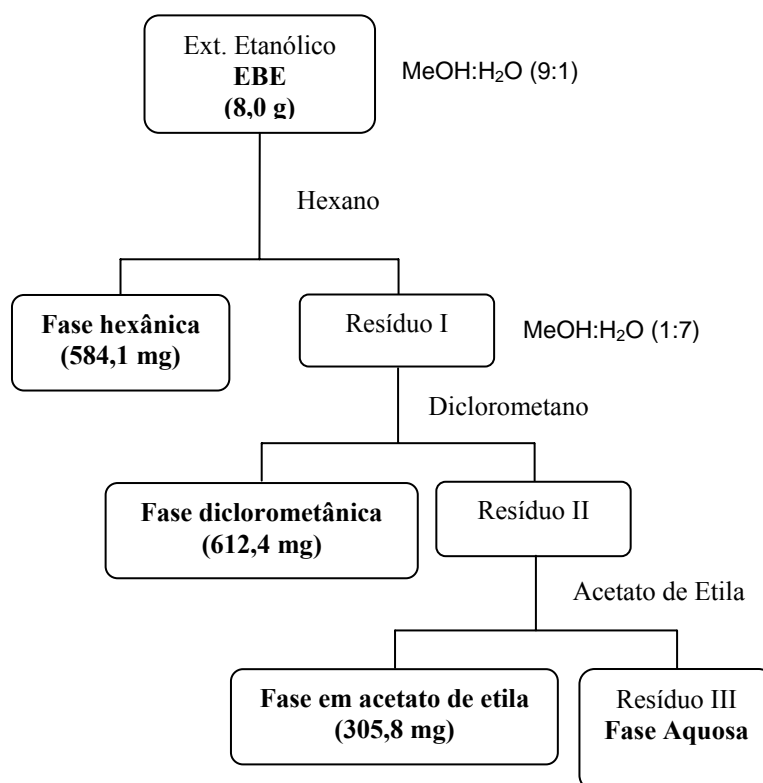 Ext. Etanólico
EBE
(8,0 g)
MeOH:H₂O (9:1)
Hexano
Fase hexânica
(584,1 mg)
Resíduo I
MeOH:H₂O (1:7)
Diclorometano
Fase diclorometânica
(612,4 mg)
Resíduo II
Acetato de Etila
Fase em acetato de etila
(305,8 mg)
Resíduo III
Fase Aquosa